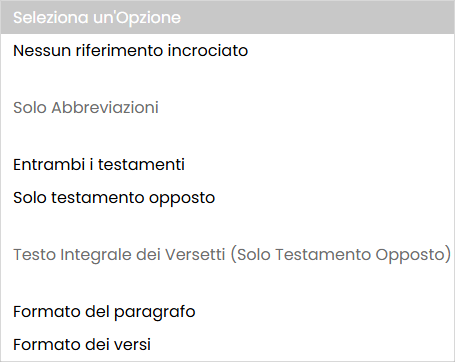 Seleziona un'Opzione
Nessun riferimento incrociato
Solo Abbreviazioni
Entrambi i testamenti
Solo testamento opposto
Testo Integrale dei Versetti (Solo Testamento Opposto)
Formato del paragrafo
Formato dei versi